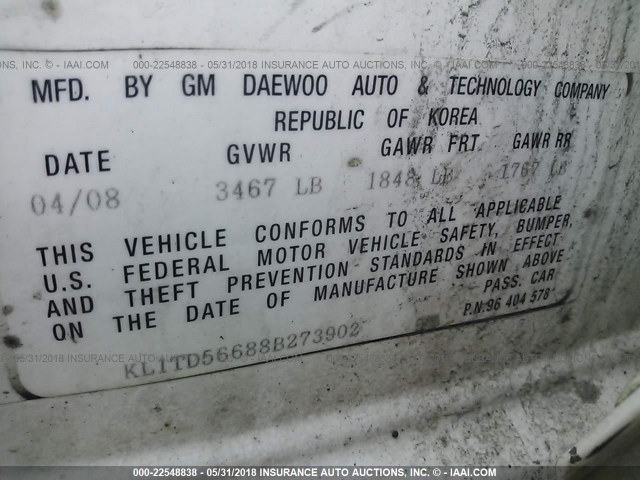 - © IAAI.com 000-22548838 - 05/31/2018 INSURANCE AUTO AUCTIONS, INC. - © IAAI.com 000-22548838 - 05/31/2018
MFD. BY GM DAEWOO AUTO & TECHNOLOGY COMPANY
REPUBLIC OF KOREA
DATE GVWR GAWR FRT GAWR RR
04/08 3467 LB 1848 LB 1767 LB
THIS VEHICLE CONFORMS TO ALL APPLICABLE
U.S. FEDERAL MOTOR VEHICLE SAFETY, BUMPER,
AND THEFT PREVENTION STANDARDS IN EFFECT
ON THE DATE OF MANUFACTURE SHOWN ABOVE
PASS. CAR
P.N:96 404 578
KL1TD56688B273902
000-22548838 - 05/31/2018 INSURANCE AUTO AUCTIONS, INC. - © IAAI.com